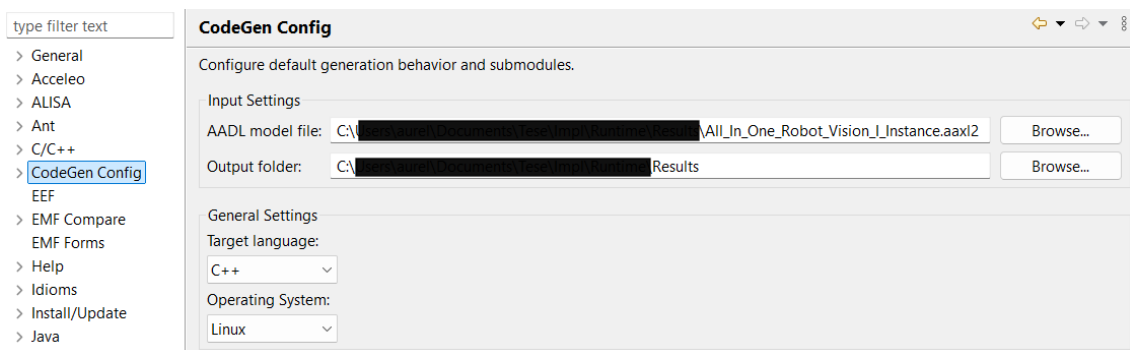 type filter text
General
Acceleo
ALISA
Ant
C/C++
CodeGen Config
EEF
EMF Compare
EMF Forms
Help
Idioms
Install/Update
Java
CodeGen Config
Configure default generation behavior and submodules.
Input Settings
AADL model file: C:\ \All_In_One_Robot_Vision_I_Instance.aaxl2 Browse...
Output folder: C:\ Results Browse...
General Settings
Target language:
C++
Operating System:
Linux